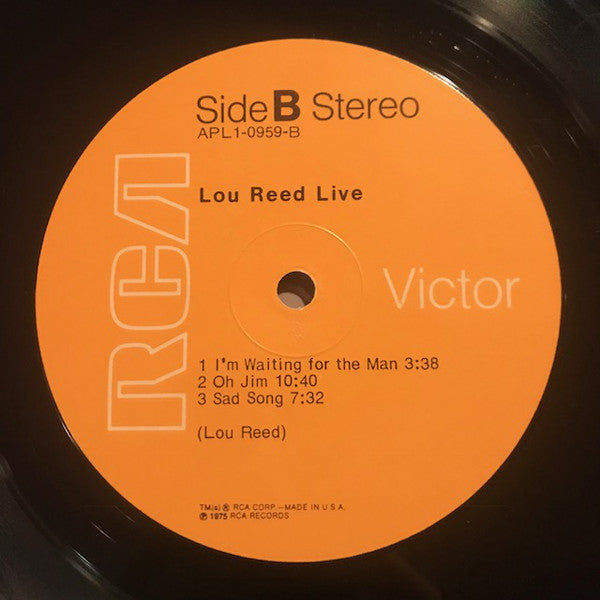 Side B Stereo
APL1-0959-B
Lou Reed Live
RCA
Victor
1 I'm Waiting for the Man 3:38
2 Oh Jim 10:40
3 Sad Song 7:32
(Lou Reed)
TM(s) ® RCA CORP.—MADE IN U.S.A.
℗ 1975 RCA RECORDS